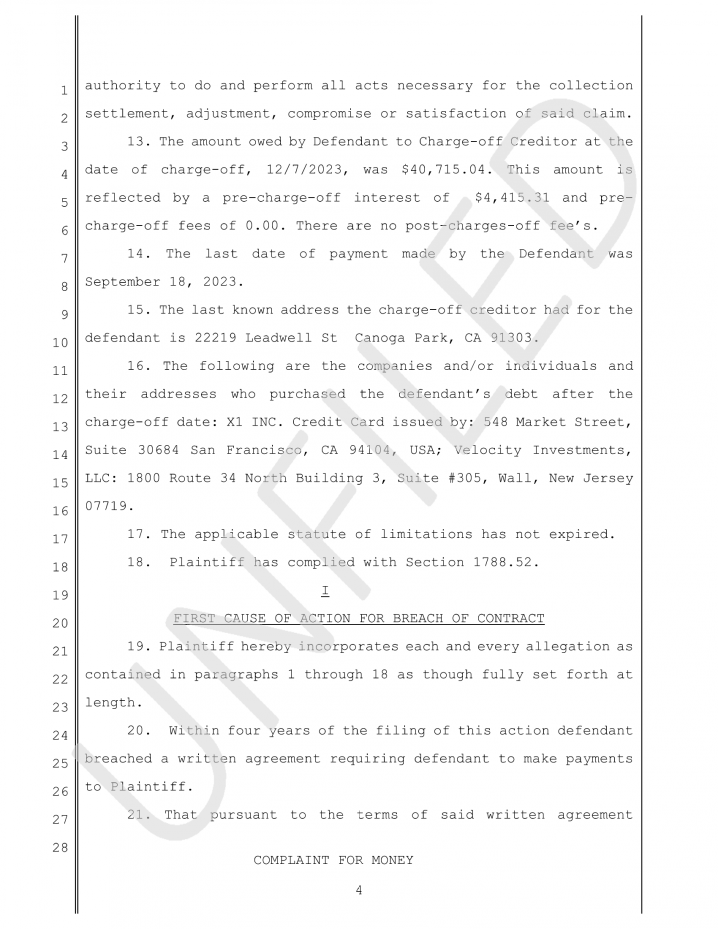 1 authority to do and perform all acts necessary for the collection
2 settlement, adjustment, compromise or satisfaction of said claim.
3 13. The amount owed by Defendant to Charge-off Creditor at the
4 date of charge-off, 12/7/2023, was $40,715.04. This amount is
5 reflected by a pre-charge-off interest of $4,415.31 and pre-
6 charge-off fees of 0.00. There are no post-charges-off fee's.
7 14. The last date of payment made by the Defendant was
8 September 18, 2023.
9 15. The last known address the charge-off creditor had for the
10 defendant is 22219 Leadwell St Canoga Park, CA 91303.
11 16. The following are the companies and/or individuals and
12 their addresses who purchased the defendant's debt after the
13 charge-off date: X1 INC. Credit Card issued by: 548 Market Street,
14 Suite 30684 San Francisco, CA 94104, USA; Velocity Investments,
15 LLC: 1800 Route 34 North Building 3, Suite #305, Wall, New Jersey
16 07719.
17 17. The applicable statute of limitations has not expired.
18 18. Plaintiff has complied with Section 1788.52.
19 I
20 FIRST CAUSE OF ACTION FOR BREACH OF CONTRACT
21 19. Plaintiff hereby incorporates each and every allegation as
22 contained in paragraphs 1 through 18 as though fully set forth at
23 length.
24 20. Within four years of the filing of this action defendant
25 breached a written agreement requiring defendant to make payments
26 to Plaintiff.
27 21. That pursuant to the terms of said written agreement
28
COMPLAINT FOR MONEY
4
UNFILED